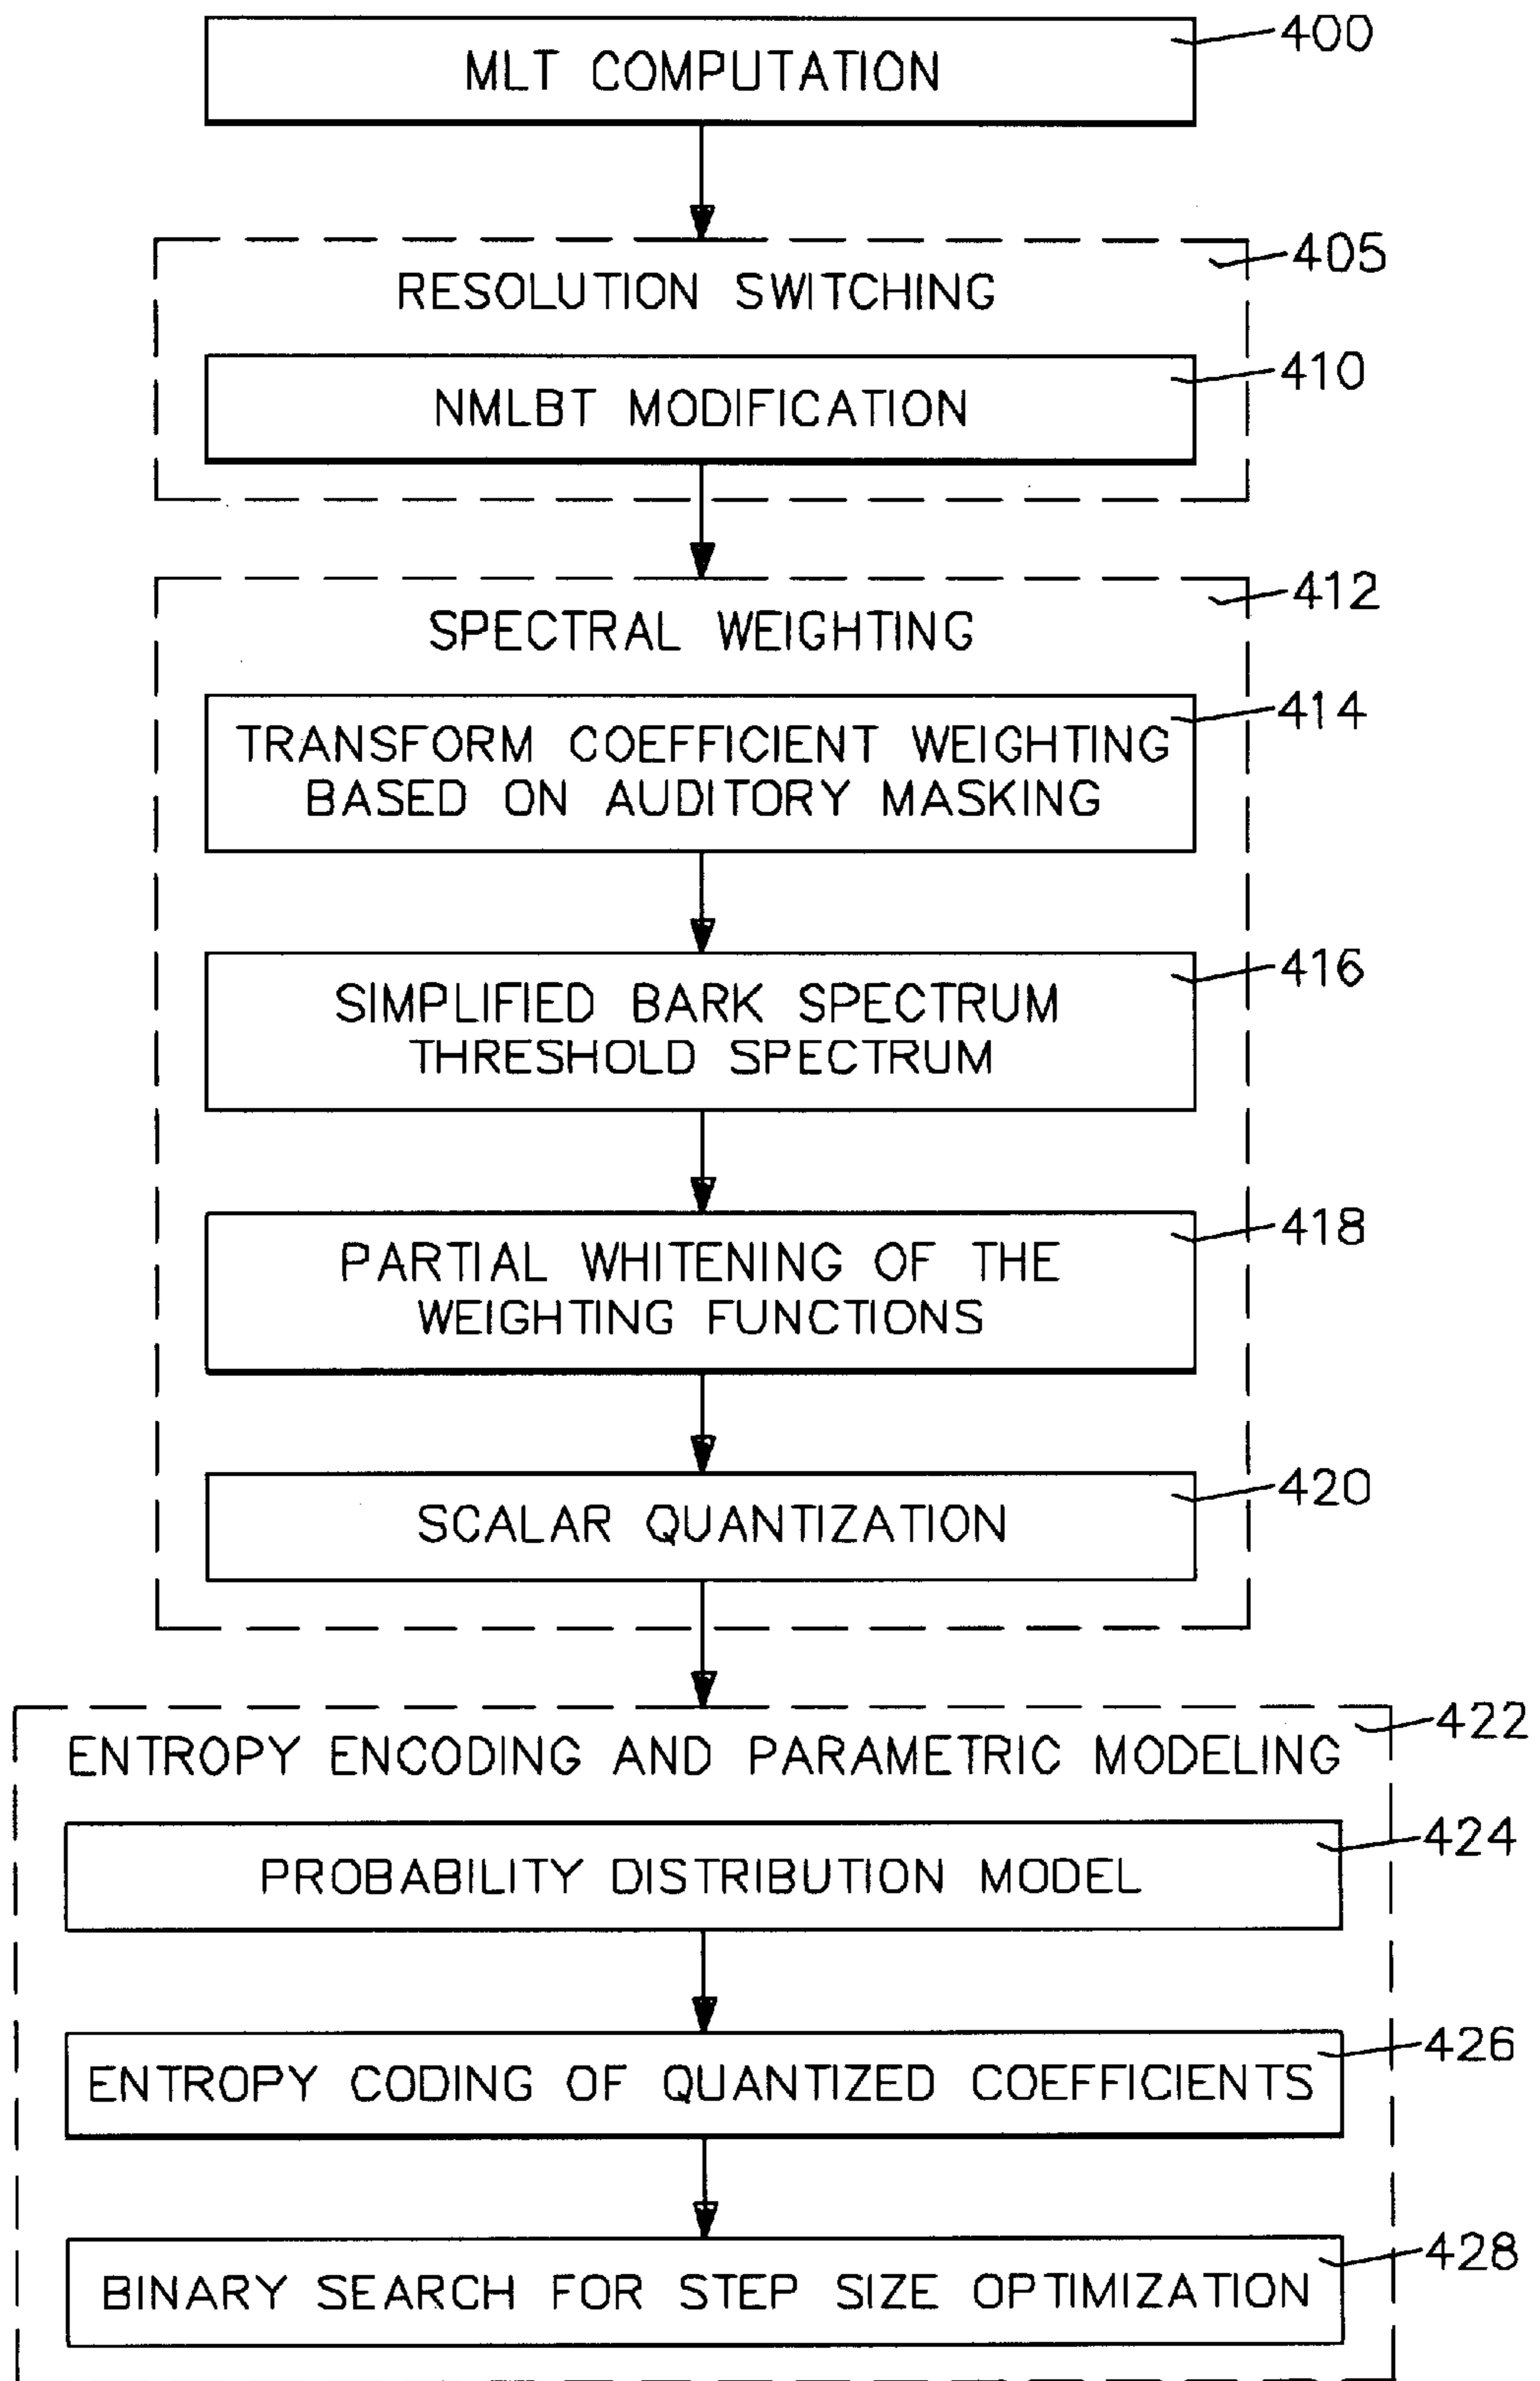 400
MLT COMPUTATION
405
RESOLUTION SWITCHING
410
NMLBT MODIFICATION
412
SPECTRAL WEIGHTING
414
TRANSFORM COEFFICIENT WEIGHTING
BASED ON AUDITORY MASKING
416
SIMPLIFIED BARK SPECTRUM
THRESHOLD SPECTRUM
418
PARTIAL WHITENING OF THE
WEIGHTING FUNCTIONS
420
SCALAR QUANTIZATION
422
ENTROPY ENCODING AND PARAMETRIC MODELING
424
PROBABILITY DISTRIBUTION MODEL
426
ENTROPY CODING OF QUANTIZED COEFFICIENTS
428
BINARY SEARCH FOR STEP SIZE OPTIMIZATION